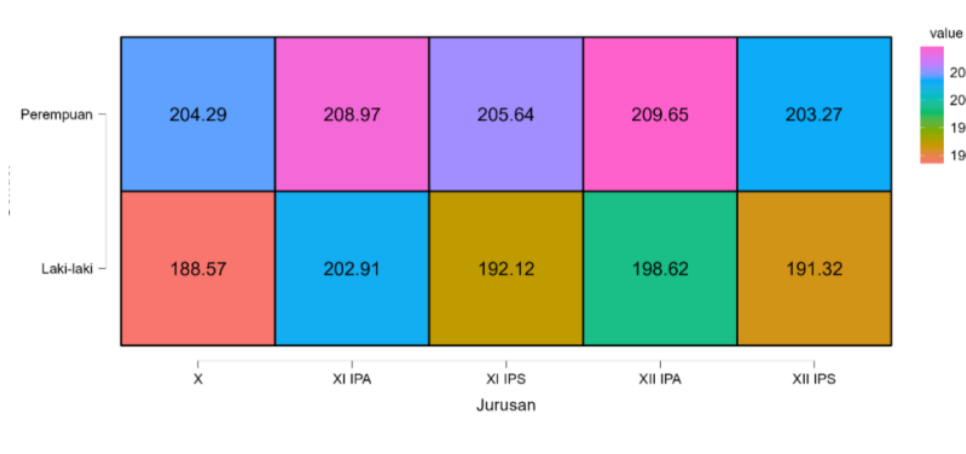 value
20
20
19
19
Perempuan
204.29 208.97 205.64 209.65 203.27
Laki-laki
188.57 202.91 192.12 198.62 191.32
X XI IPA XI IPS XII IPA XII IPS
Jurusan